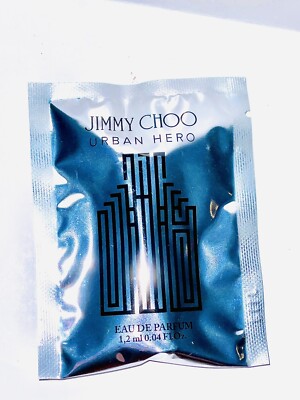 JIMMY CHOO
URBAN HERO
EAU DE PARFUM
1,2 ml 0.04 Fl Oz